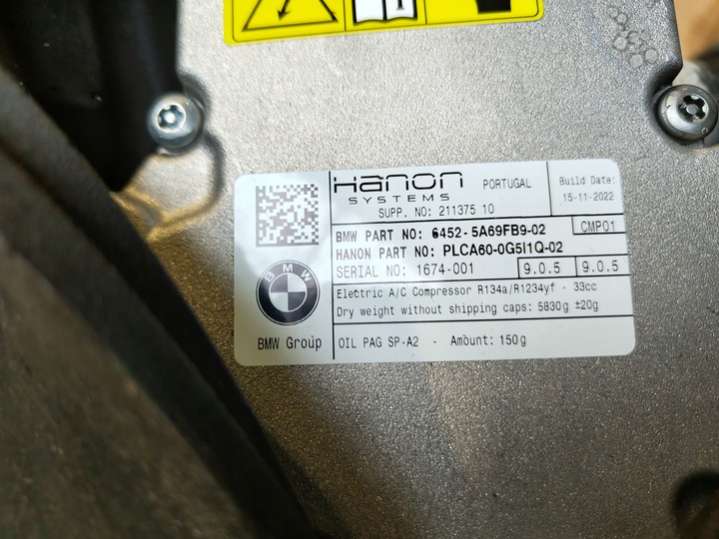 Hanon
SYSTEMS
PORTUGAL
Build Date:
15-11-2022
SUPP. NO: 211375 10
BMW PART NO: 6452-5A69FB9-02
CMP01
HANON PART NO: PLCA60-0G5I1Q-02
SERIAL NO: 1674-001
9.0.5
9.0.5
Electric A/C Compressor R134a/R1234yf - 33cc
Dry weight without shipping caps: 5830g ±20g
OIL PAG SP-A2 - Amount: 150g
BMW
BMW Group